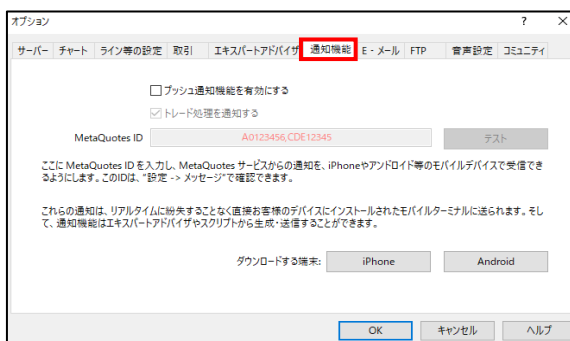 オプション
? ×
サーバー チャート ライン等の設定 取引 エキスパートアドバイザ 通知機能 E - メール FTP 音声設定 コミュニティ
プッシュ通知機能を有効にする
トレード処理を通知する
MetaQuotes ID A0123456,CDE12345 テスト
ここに MetaQuotes ID を入力し、MetaQuotes サービスからの通知を、iPhoneやアンドロイド等のモバイルデバイスで受信でき
るようにします。このIDは、"設定 -> メッセージ"で確認できます。
これらの通知は、リアルタイムに紛失することなく直接お客様のデバイスにインストールされたモバイルターミナルに送られます。そし
て、通知機能はエキスパートアドバイザやスクリプトから生成・送信することができます。
ダウンロードする端末: iPhone Android
OK キャンセル ヘルプ